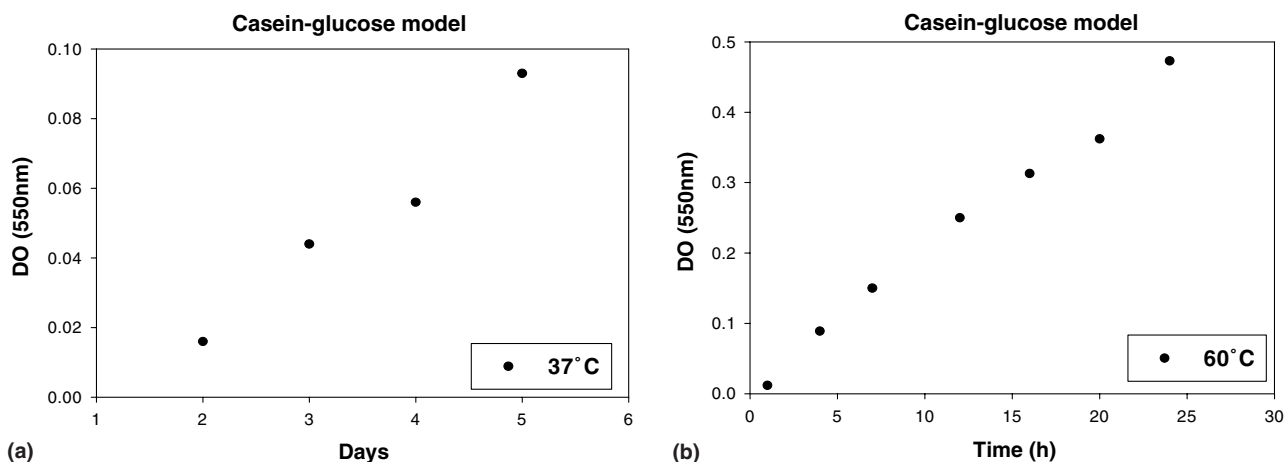 Casein-glucose model
DO (550nm)
0.10
0.08
0.06
0.04
0.02
0.00
1 2 3 4 5 6
Days
37°C
(a)
Casein-glucose model
DO (550nm)
0.5
0.4
0.3
0.2
0.1
0.0
0 5 10 15 20 25 30
Time (h)
60°C
(b)